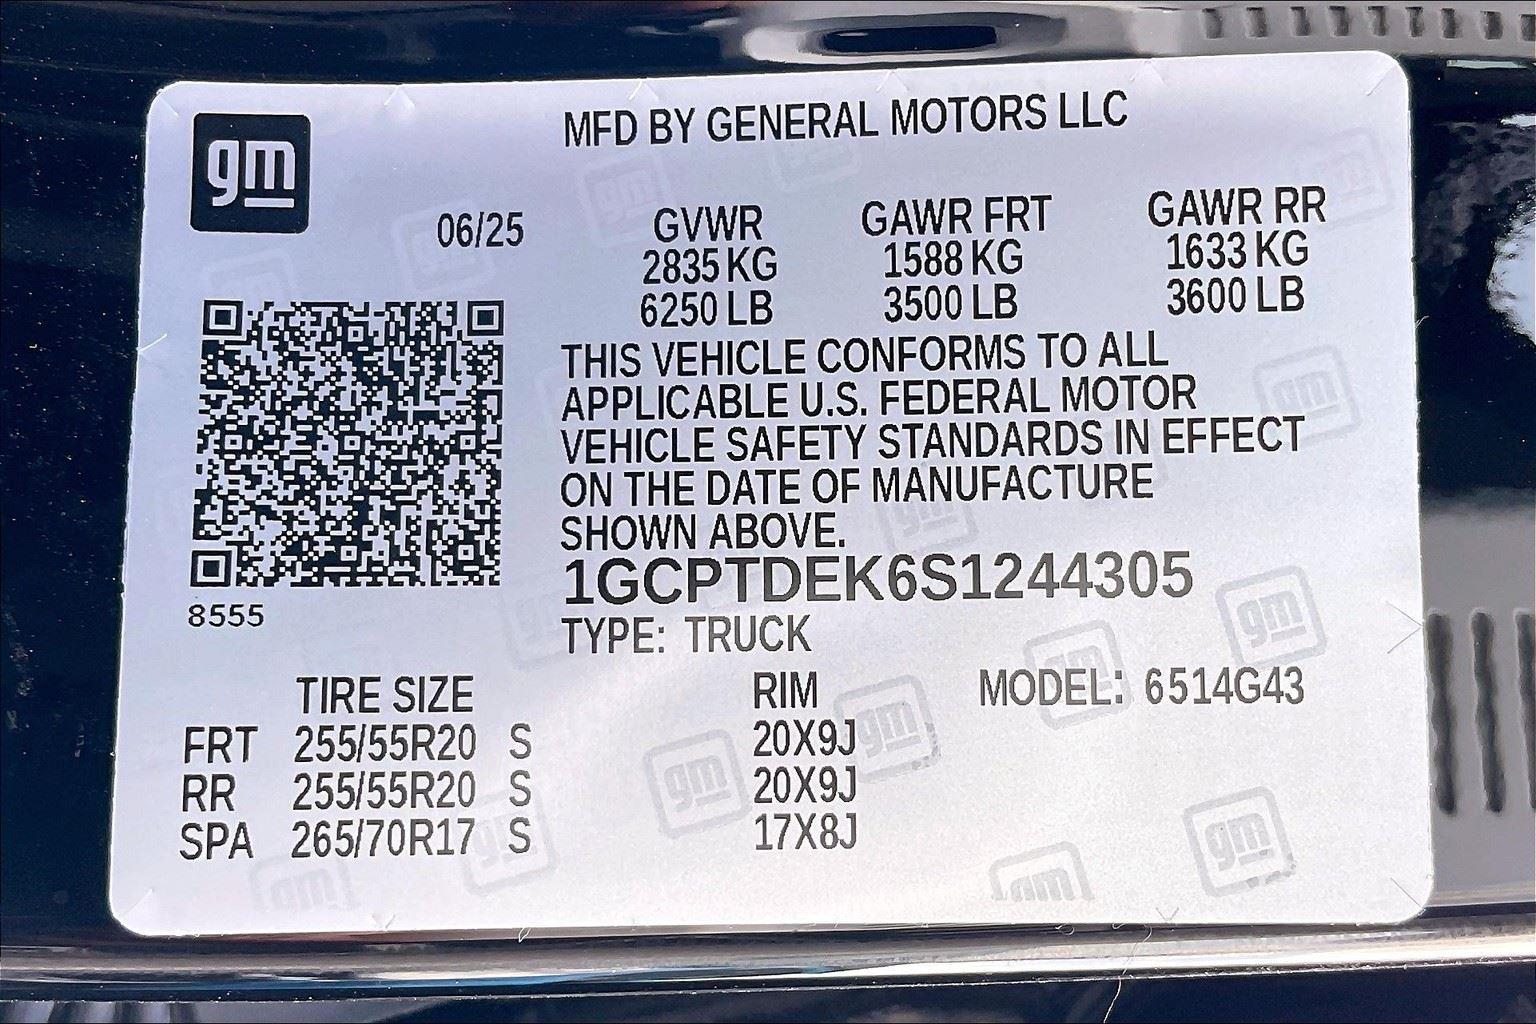 gm
MFD BY GENERAL MOTORS LLC
06/25
GVWR GAWR FRT GAWR RR
2835 KG 1588 KG 1633 KG
6250 LB 3500 LB 3600 LB
THIS VEHICLE CONFORMS TO ALL
APPLICABLE U.S. FEDERAL MOTOR
VEHICLE SAFETY STANDARDS IN EFFECT
ON THE DATE OF MANUFACTURE
SHOWN ABOVE.
1GCPTDEK6S1244305
8555
TYPE: TRUCK
TIRE SIZE RIM MODEL: 6514G43
FRT 255/55R20 S 20X9J
RR 255/55R20 S 20X9J
SPA 265/70R17 S 17X8J